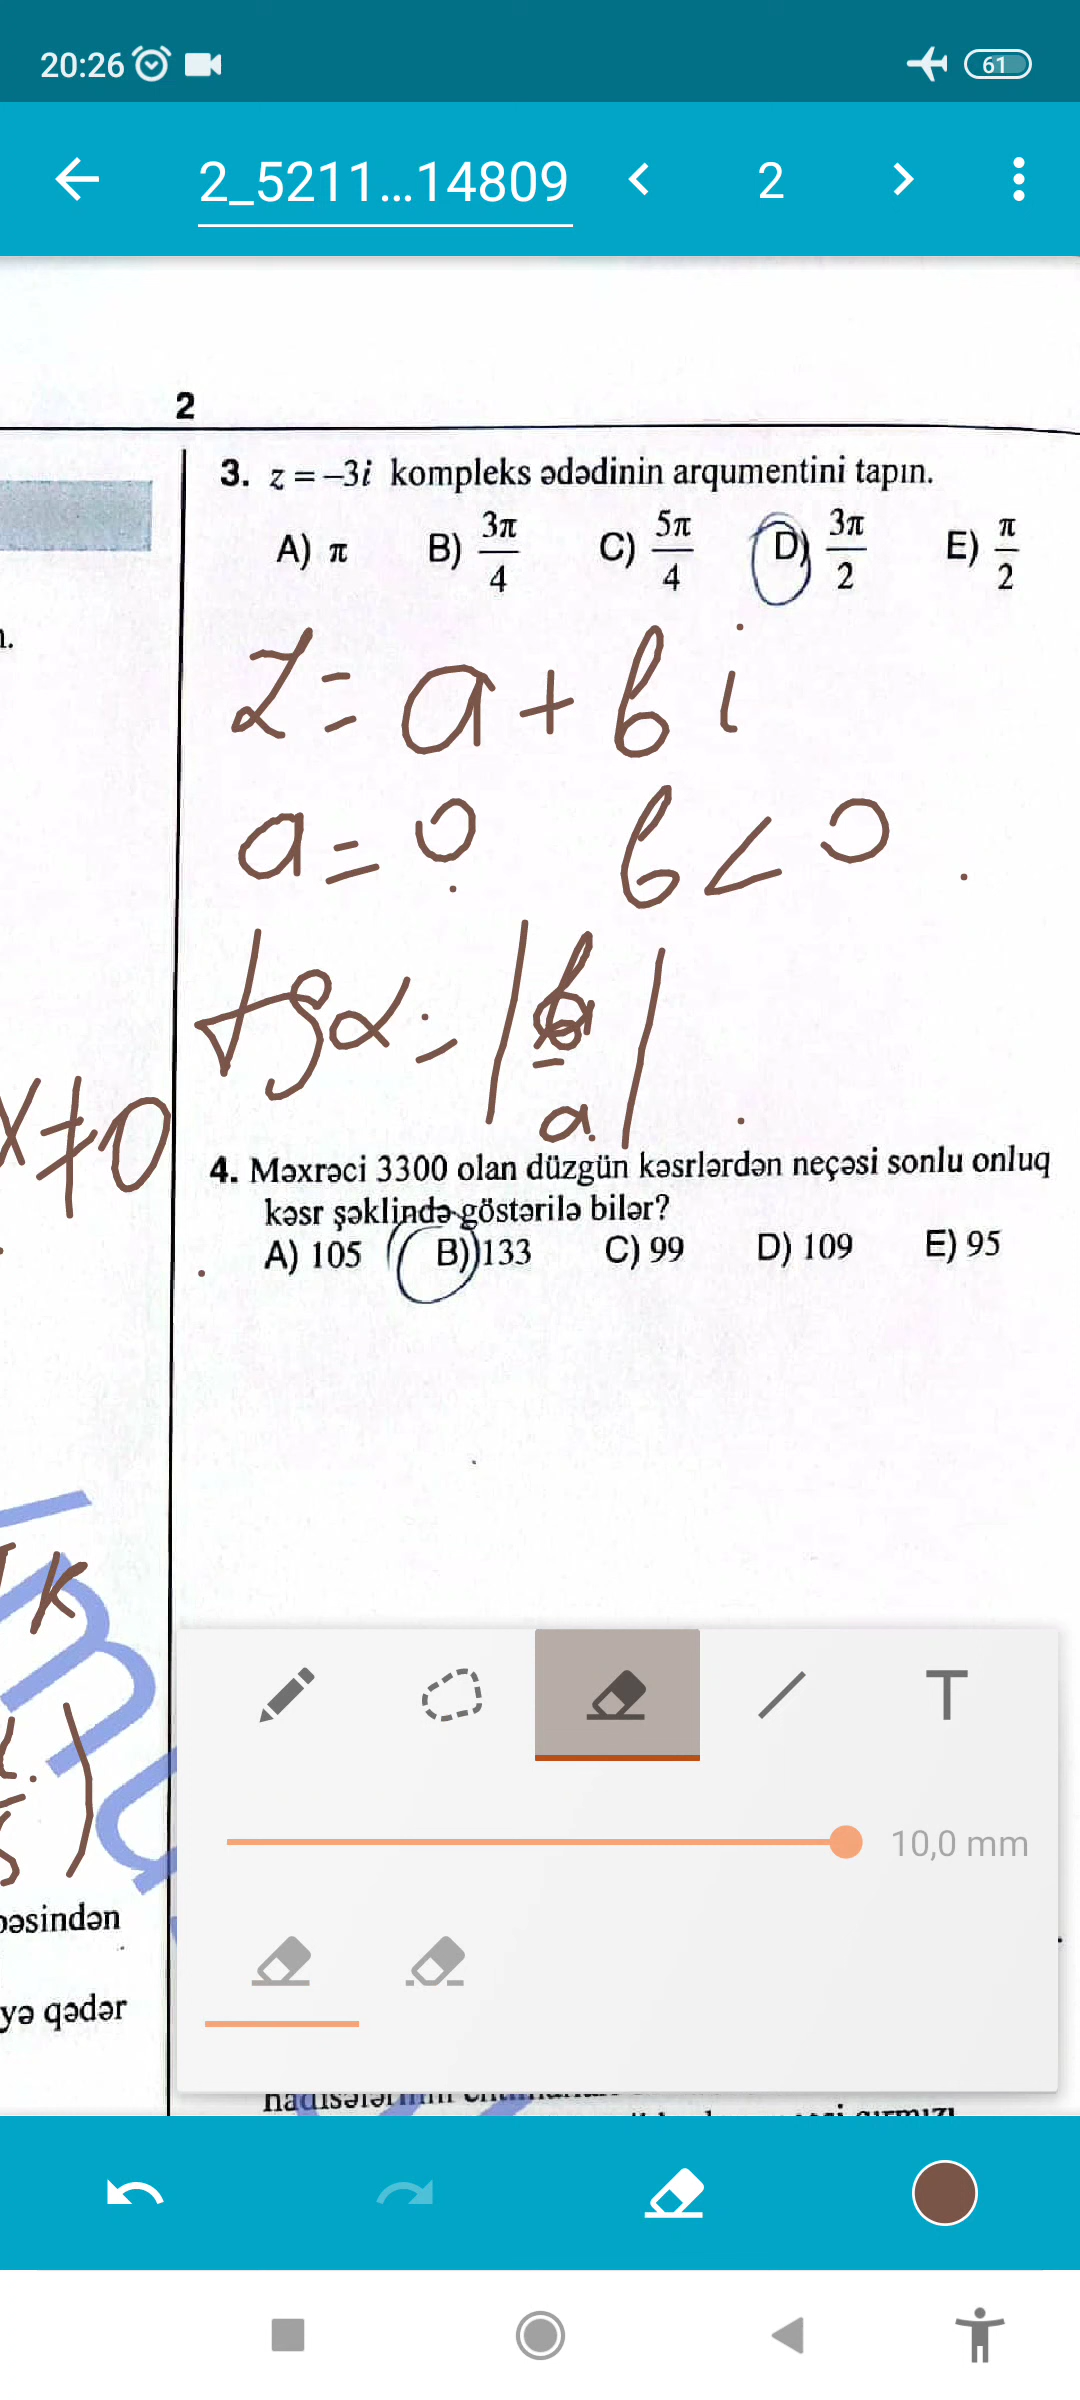 20:26
61
2_5211...14809
2
2
3. z = –3i kompleks ədədinin arqumentini tapın.
A) π B) 3π/4 C) 5π/4 D) 3π/2 E) π/2
z = a + b i
a = 0 b < 0
tgα = |b/a|
x ≠ 0
4. Məxrəci 3300 olan düzgün kəsrlərdən neçəsi sonlu onluq
kəsr şəklində göstərilə bilər?
A) 105 B) 133 C) 99 D) 109 E) 95
k
T
10,0 mm
yə qədər